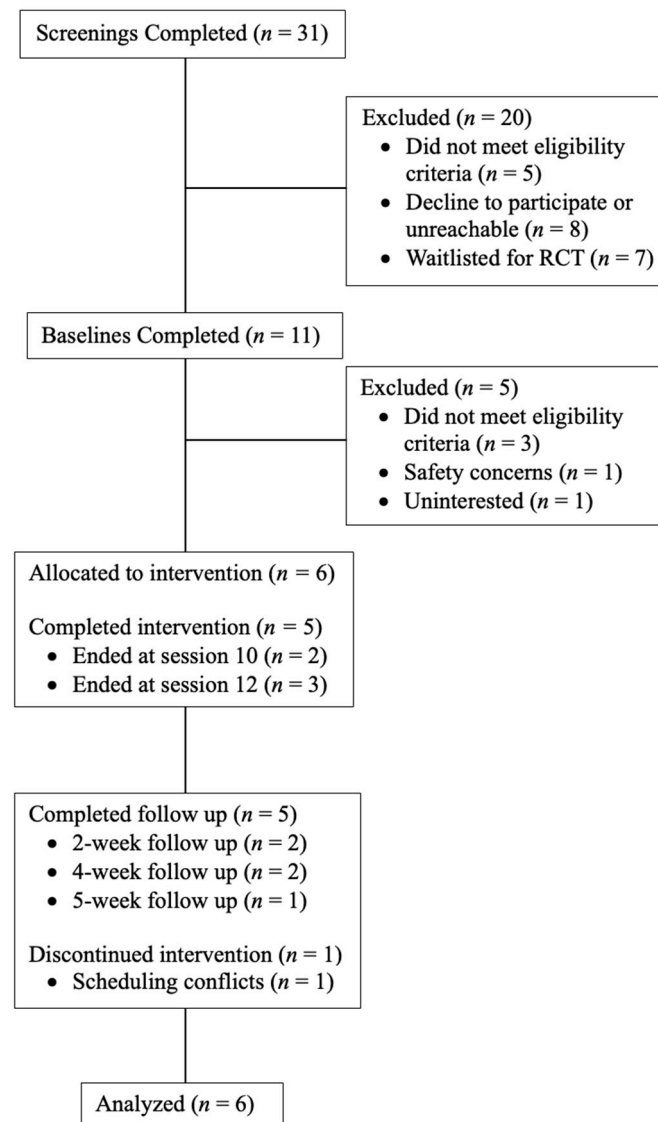 Screenings Completed (n = 31)
Excluded (n = 20)
• Did not meet eligibility
criteria (n = 5)
• Decline to participate or
unreachable (n = 8)
• Waitlisted for RCT (n = 7)
Baselines Completed (n = 11)
Excluded (n = 5)
• Did not meet eligibility
criteria (n = 3)
• Safety concerns (n = 1)
• Uninterested (n = 1)
Allocated to intervention (n = 6)
Completed intervention (n = 5)
• Ended at session 10 (n = 2)
• Ended at session 12 (n = 3)
Completed follow up (n = 5)
• 2-week follow up (n = 2)
• 4-week follow up (n = 2)
• 5-week follow up (n = 1)
Discontinued intervention (n = 1)
• Scheduling conflicts (n = 1)
Analyzed (n = 6)